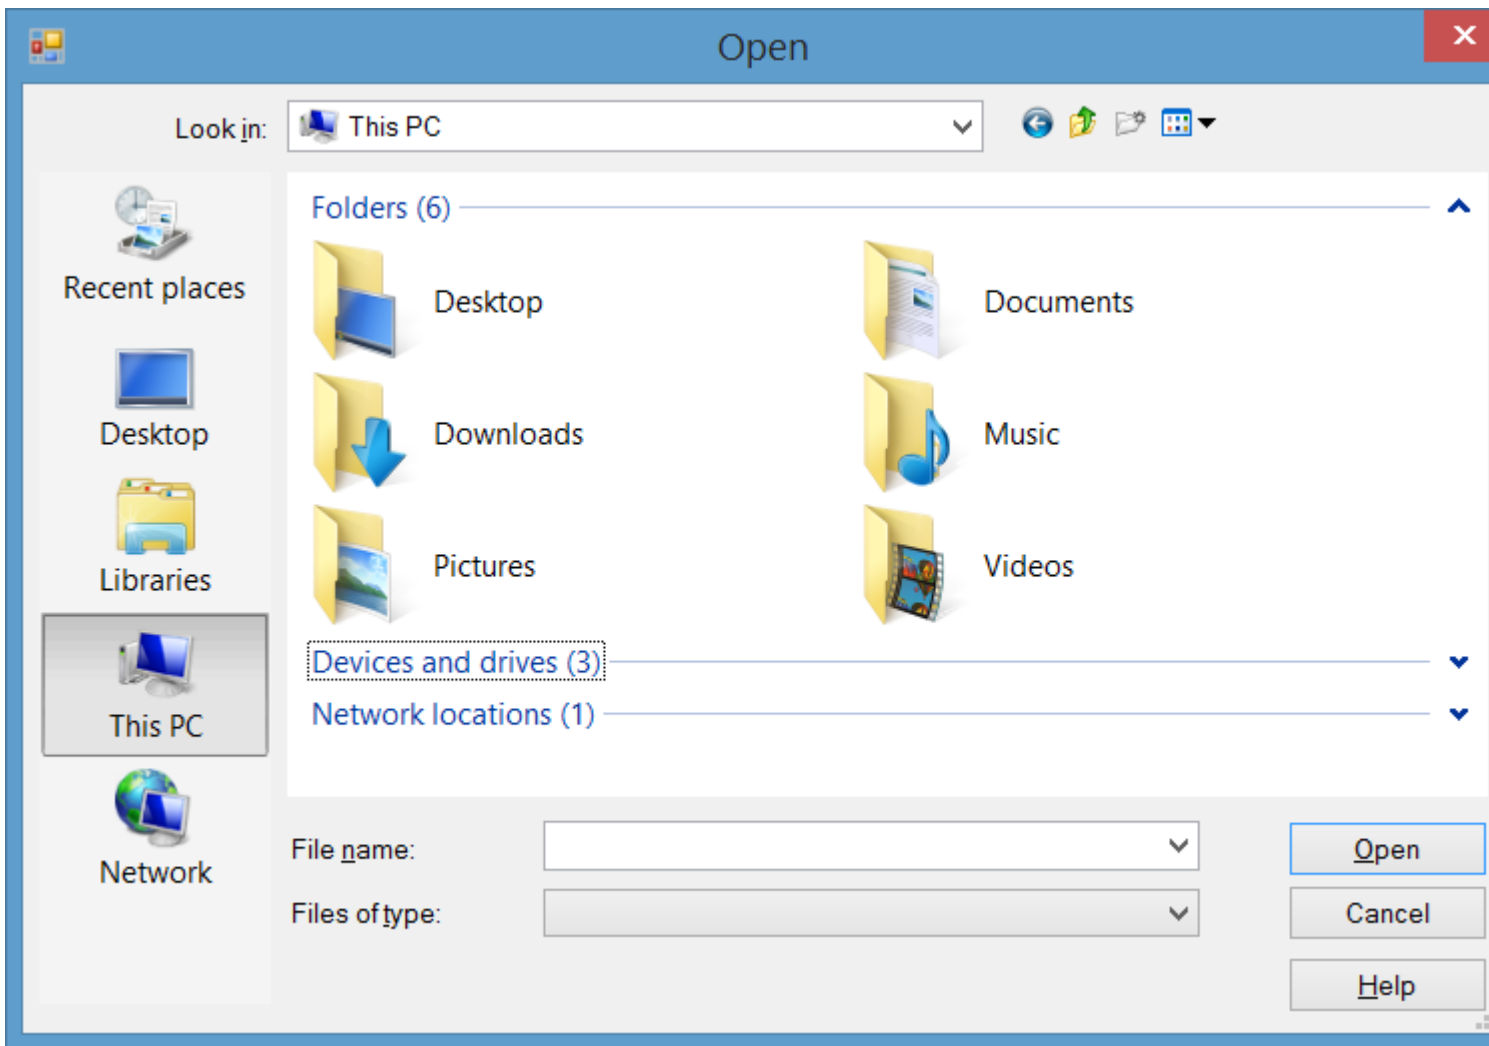 Open
Look in:
This PC
Recent places
Desktop
Libraries
This PC
Network
Folders (6)
Desktop
Documents
Downloads
Music
Pictures
Videos
Devices and drives (3)
Network locations (1)
File name:
Open
Files of type:
Cancel
Help